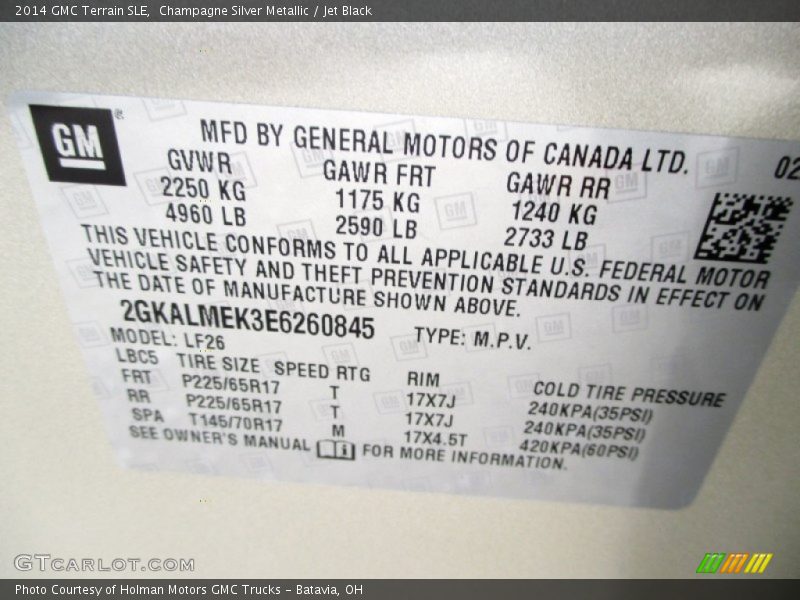 2014 GMC Terrain SLE, Champagne Silver Metallic / Jet Black
GM
MFD BY GENERAL MOTORS OF CANADA LTD.
02
GVWR GAWR FRT GAWR RR
2250 KG 1175 KG 1240 KG
4960 LB 2590 LB 2733 LB
THIS VEHICLE CONFORMS TO ALL APPLICABLE U.S. FEDERAL MOTOR
VEHICLE SAFETY AND THEFT PREVENTION STANDARDS IN EFFECT ON
THE DATE OF MANUFACTURE SHOWN ABOVE.
2GKALMEK3E6260845 TYPE: M.P.V.
MODEL: LF26
LBC5 TIRE SIZE SPEED RTG RIM COLD TIRE PRESSURE
FRT P225/65R17 T 17X7J 240KPA(35PSI)
RR P225/65R17 T 17X7J 240KPA(35PSI)
SPA T145/70R17 M 17X4.5T 420KPA(60PSI)
SEE OWNER'S MANUAL FOR MORE INFORMATION.
GTCARLOT.COM
Photo Courtesy of Holman Motors GMC Trucks - Batavia, OH